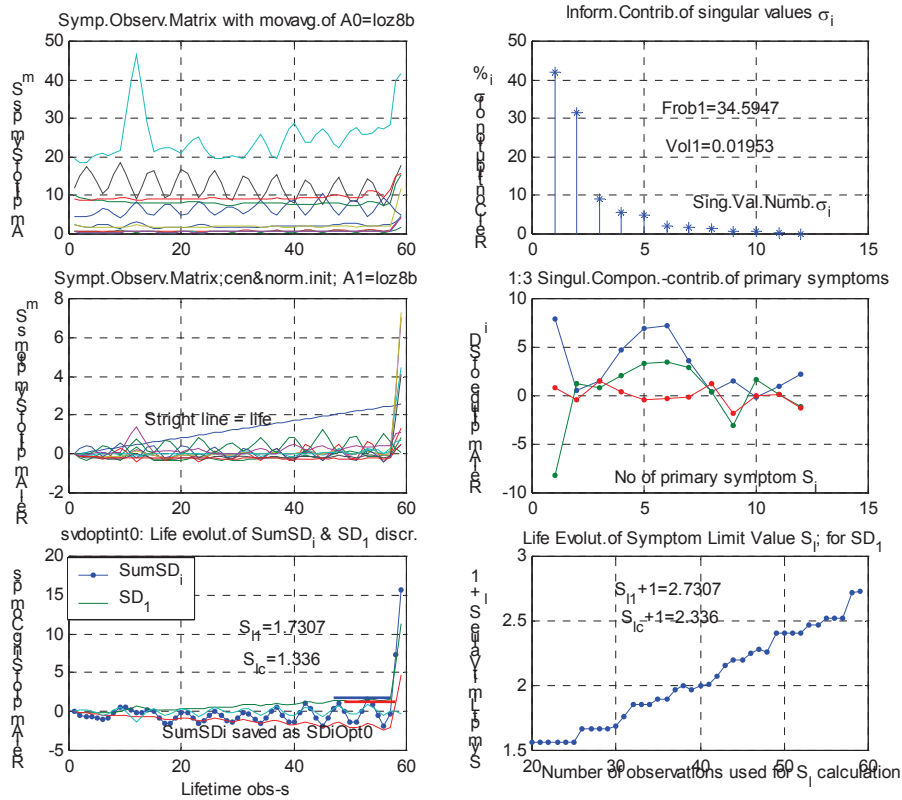 Symp.Observ.Matrix with movavg.of A0=loz8b
50
40
30
20
10
0
0 20 40 60
Inform.Contrib.of singular values σi
50
40
30
20
10
0
Frob1=34.5947
Vol1=0.01953
Sing.Val.Numb.σi
0 5 10 15
Sympt.Observ.Matrix;cen&norm.init; A1=loz8b
8
6
4
2
0
-2
Stright line = life
0 20 40 60
1:3 Singul.Compon.-contrib.of primary symptoms
10
5
0
-5
-10
No of primary symptom Si
0 5 10 15
svdoptint0: Life evolut.of SumSDi & SD1 discr.
20
15
10
5
0
-5
SumSDi
SD1
Sl1=1.7307
Slc=1.336
SumSDi saved as SDiOpt0
0 20 40 60
Lifetime obs-s
Life Evolut.of Symptom Limit Value Sl; for SD1
3
2.5
2
1.5
Sl1+1=2.7307
Slc+1=2.336
20 30 40 50 60
Number of observations used for Sl calculation